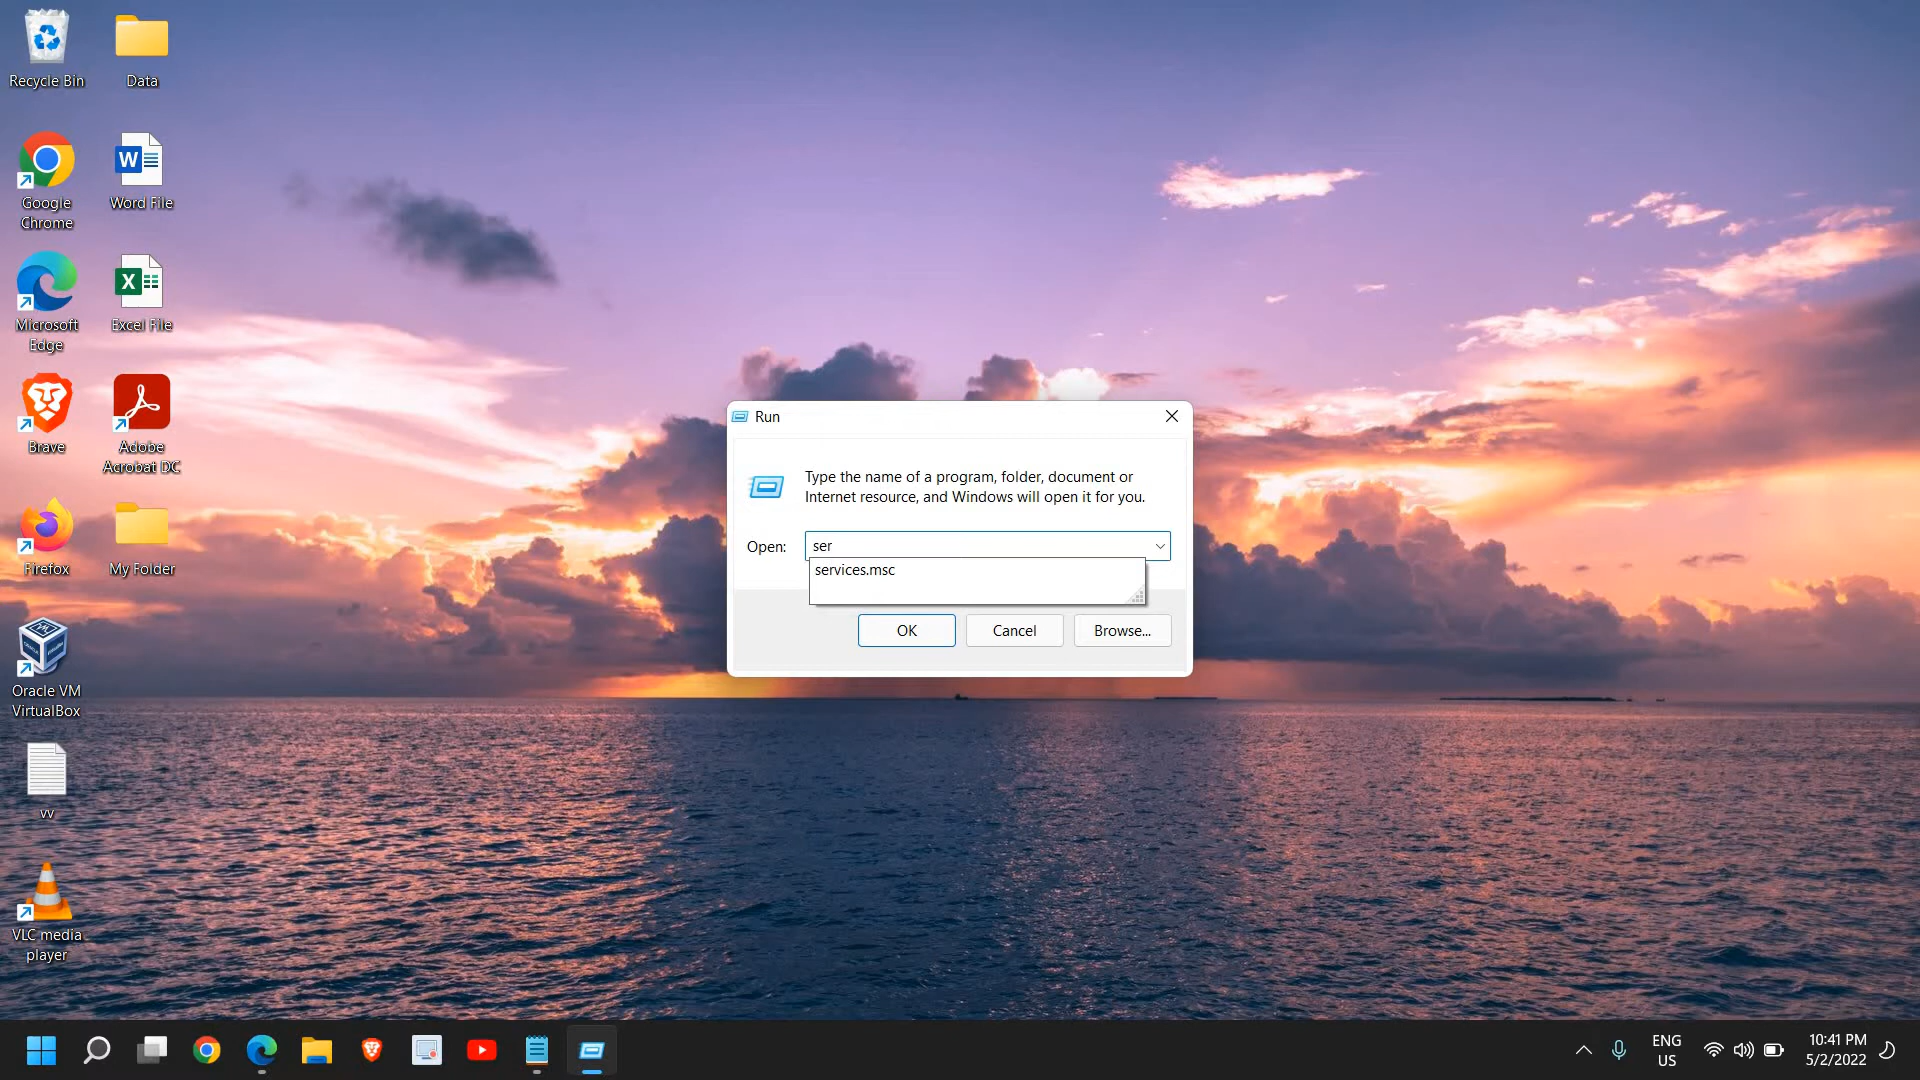 Recycle Bin
Data
Google
Chrome
Word File
Microsoft
Edge
Excel File
Brave
Adobe
Acrobat DC
Firefox
My Folder
Oracle VM
VirtualBox
vv
VLC media
player
Run
Type the name of a program, folder, document or
Internet resource, and Windows will open it for you.
Open:
ser
services.msc
OK
Cancel
Browse...
ENG
US
10:41 PM
5/2/2022